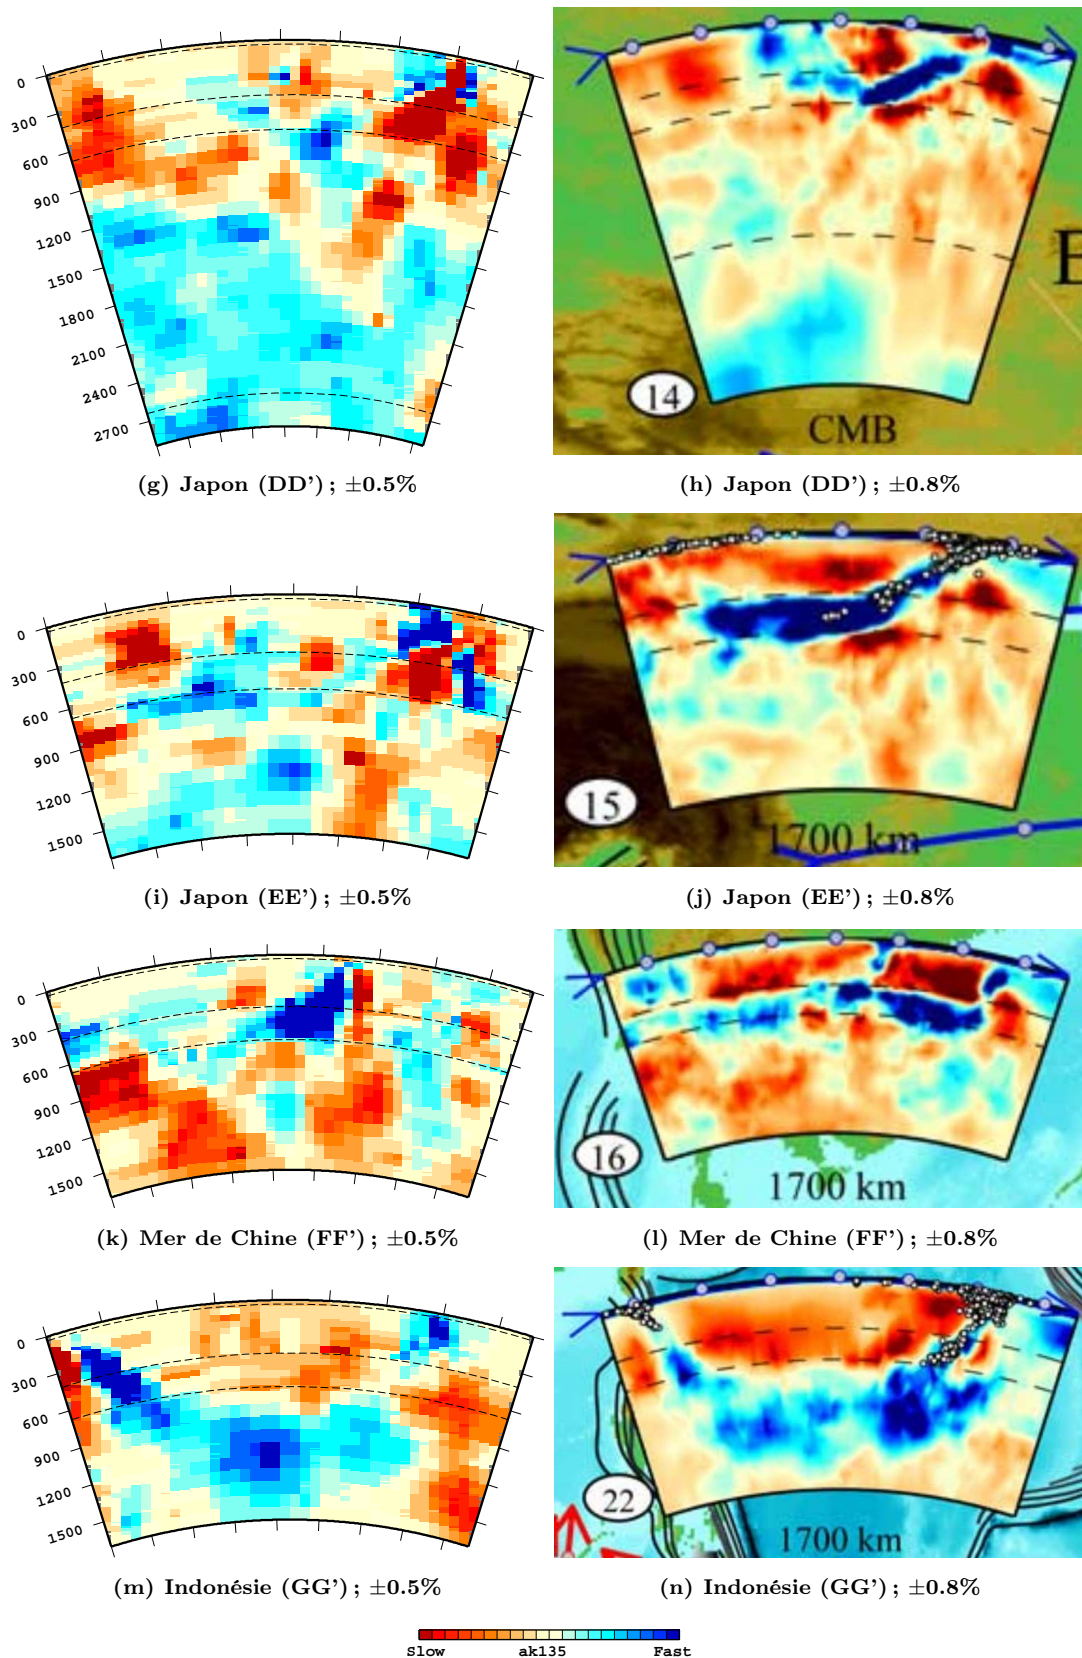 0
300
600
900
1200
1500
1800
2100
2400
2700
14
CMB
E
(g) Japon (DD') ; ±0.5%
(h) Japon (DD') ; ±0.8%
0
300
600
900
1200
1500
15
1700 km
(i) Japon (EE') ; ±0.5%
(j) Japon (EE') ; ±0.8%
0
300
600
900
1200
1500
16
1700 km
(k) Mer de Chine (FF') ; ±0.5%
(l) Mer de Chine (FF') ; ±0.8%
0
300
600
900
1200
1500
22
1700 km
(m) Indonésie (GG') ; ±0.5%
(n) Indonésie (GG') ; ±0.8%
Slow ak135 Fast